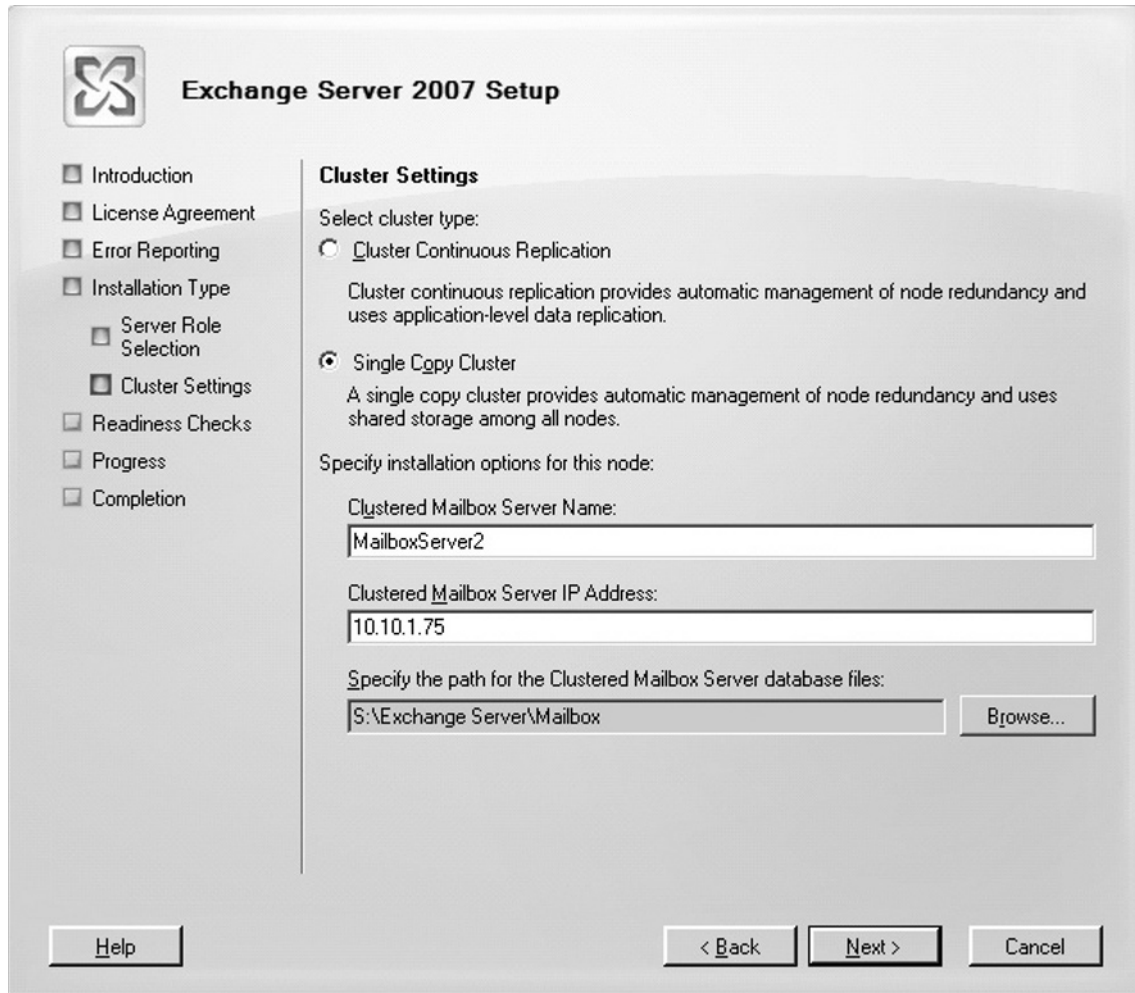 Exchange Server 2007 Setup
Introduction
License Agreement
Error Reporting
Installation Type
Server Role
Selection
Cluster Settings
Readiness Checks
Progress
Completion
Cluster Settings
Select cluster type:
Cluster Continuous Replication
Cluster continuous replication provides automatic management of node redundancy and
uses application-level data replication.
Single Copy Cluster
A single copy cluster provides automatic management of node redundancy and uses
shared storage among all nodes.
Specify installation options for this node:
Clustered Mailbox Server Name:
MailboxServer2
Clustered Mailbox Server IP Address:
10.10.1.75
Specify the path for the Clustered Mailbox Server database files:
S:\Exchange Server\Mailbox
Browse...
Help
< Back
Next >
Cancel